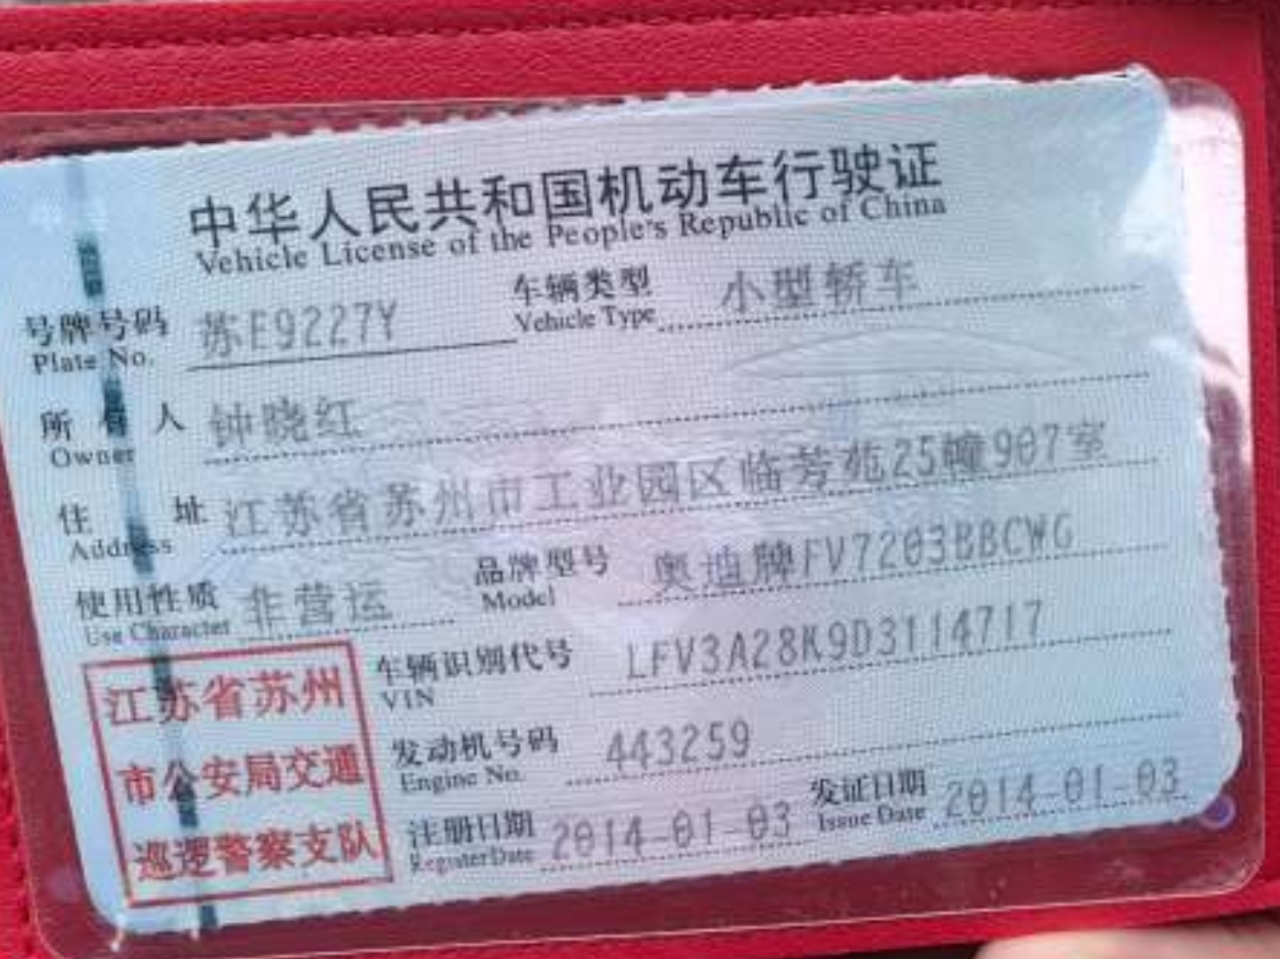 中华人民共和国机动车行驶证
Vehicle License of the People's Republic of China
号牌号码 苏E9227Y 车辆类型 小型轿车
Plate No. Vehicle Type
所有人 钟晓红
Owner
住址 江苏省苏州市工业园区临芳苑25幢907室
Address
使用性质 非营运 品牌型号 奥迪牌FV7203BBCWG
Use Character Model
江苏省苏州
市公安局交通
巡逻警察支队
车辆识别代号 LFV3A28K9D3114717
VIN
发动机号码 443259
Engine No.
注册日期 2014-01-03 发证日期 2014-01-03
Register Date Issue Date